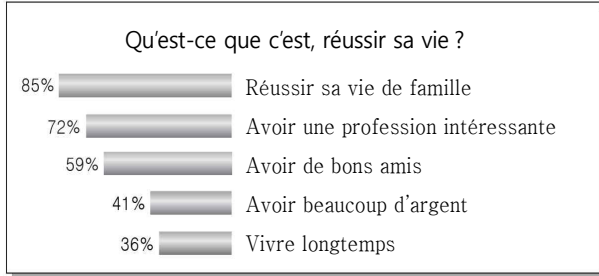 Qu'est-ce que c'est, réussir sa vie ?
85% Réussir sa vie de famille
72% Avoir une profession intéressante
59% Avoir de bons amis
41% Avoir beaucoup d'argent
36% Vivre longtemps